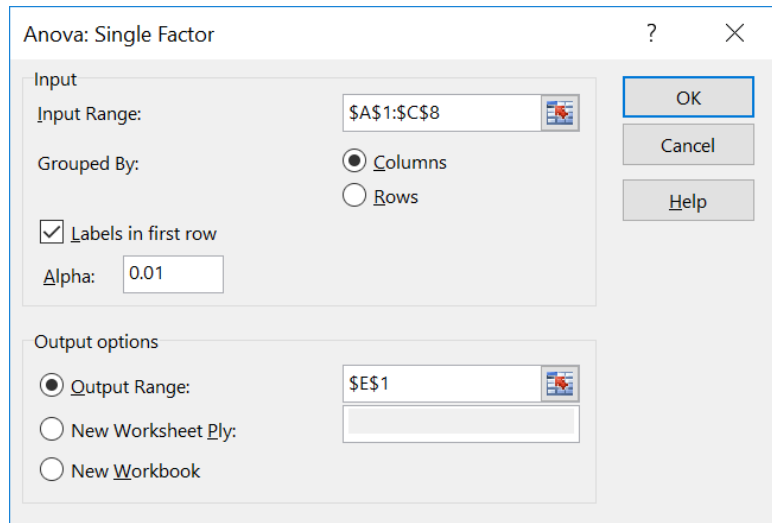 Anova: Single Factor ?
Input
Input Range: $A$1:$C$8
Grouped By: Columns
Rows
Labels in first row
Alpha: 0.01
OK
Cancel
Help
Output options
Output Range: $E$1
New Worksheet Ply:
New Workbook